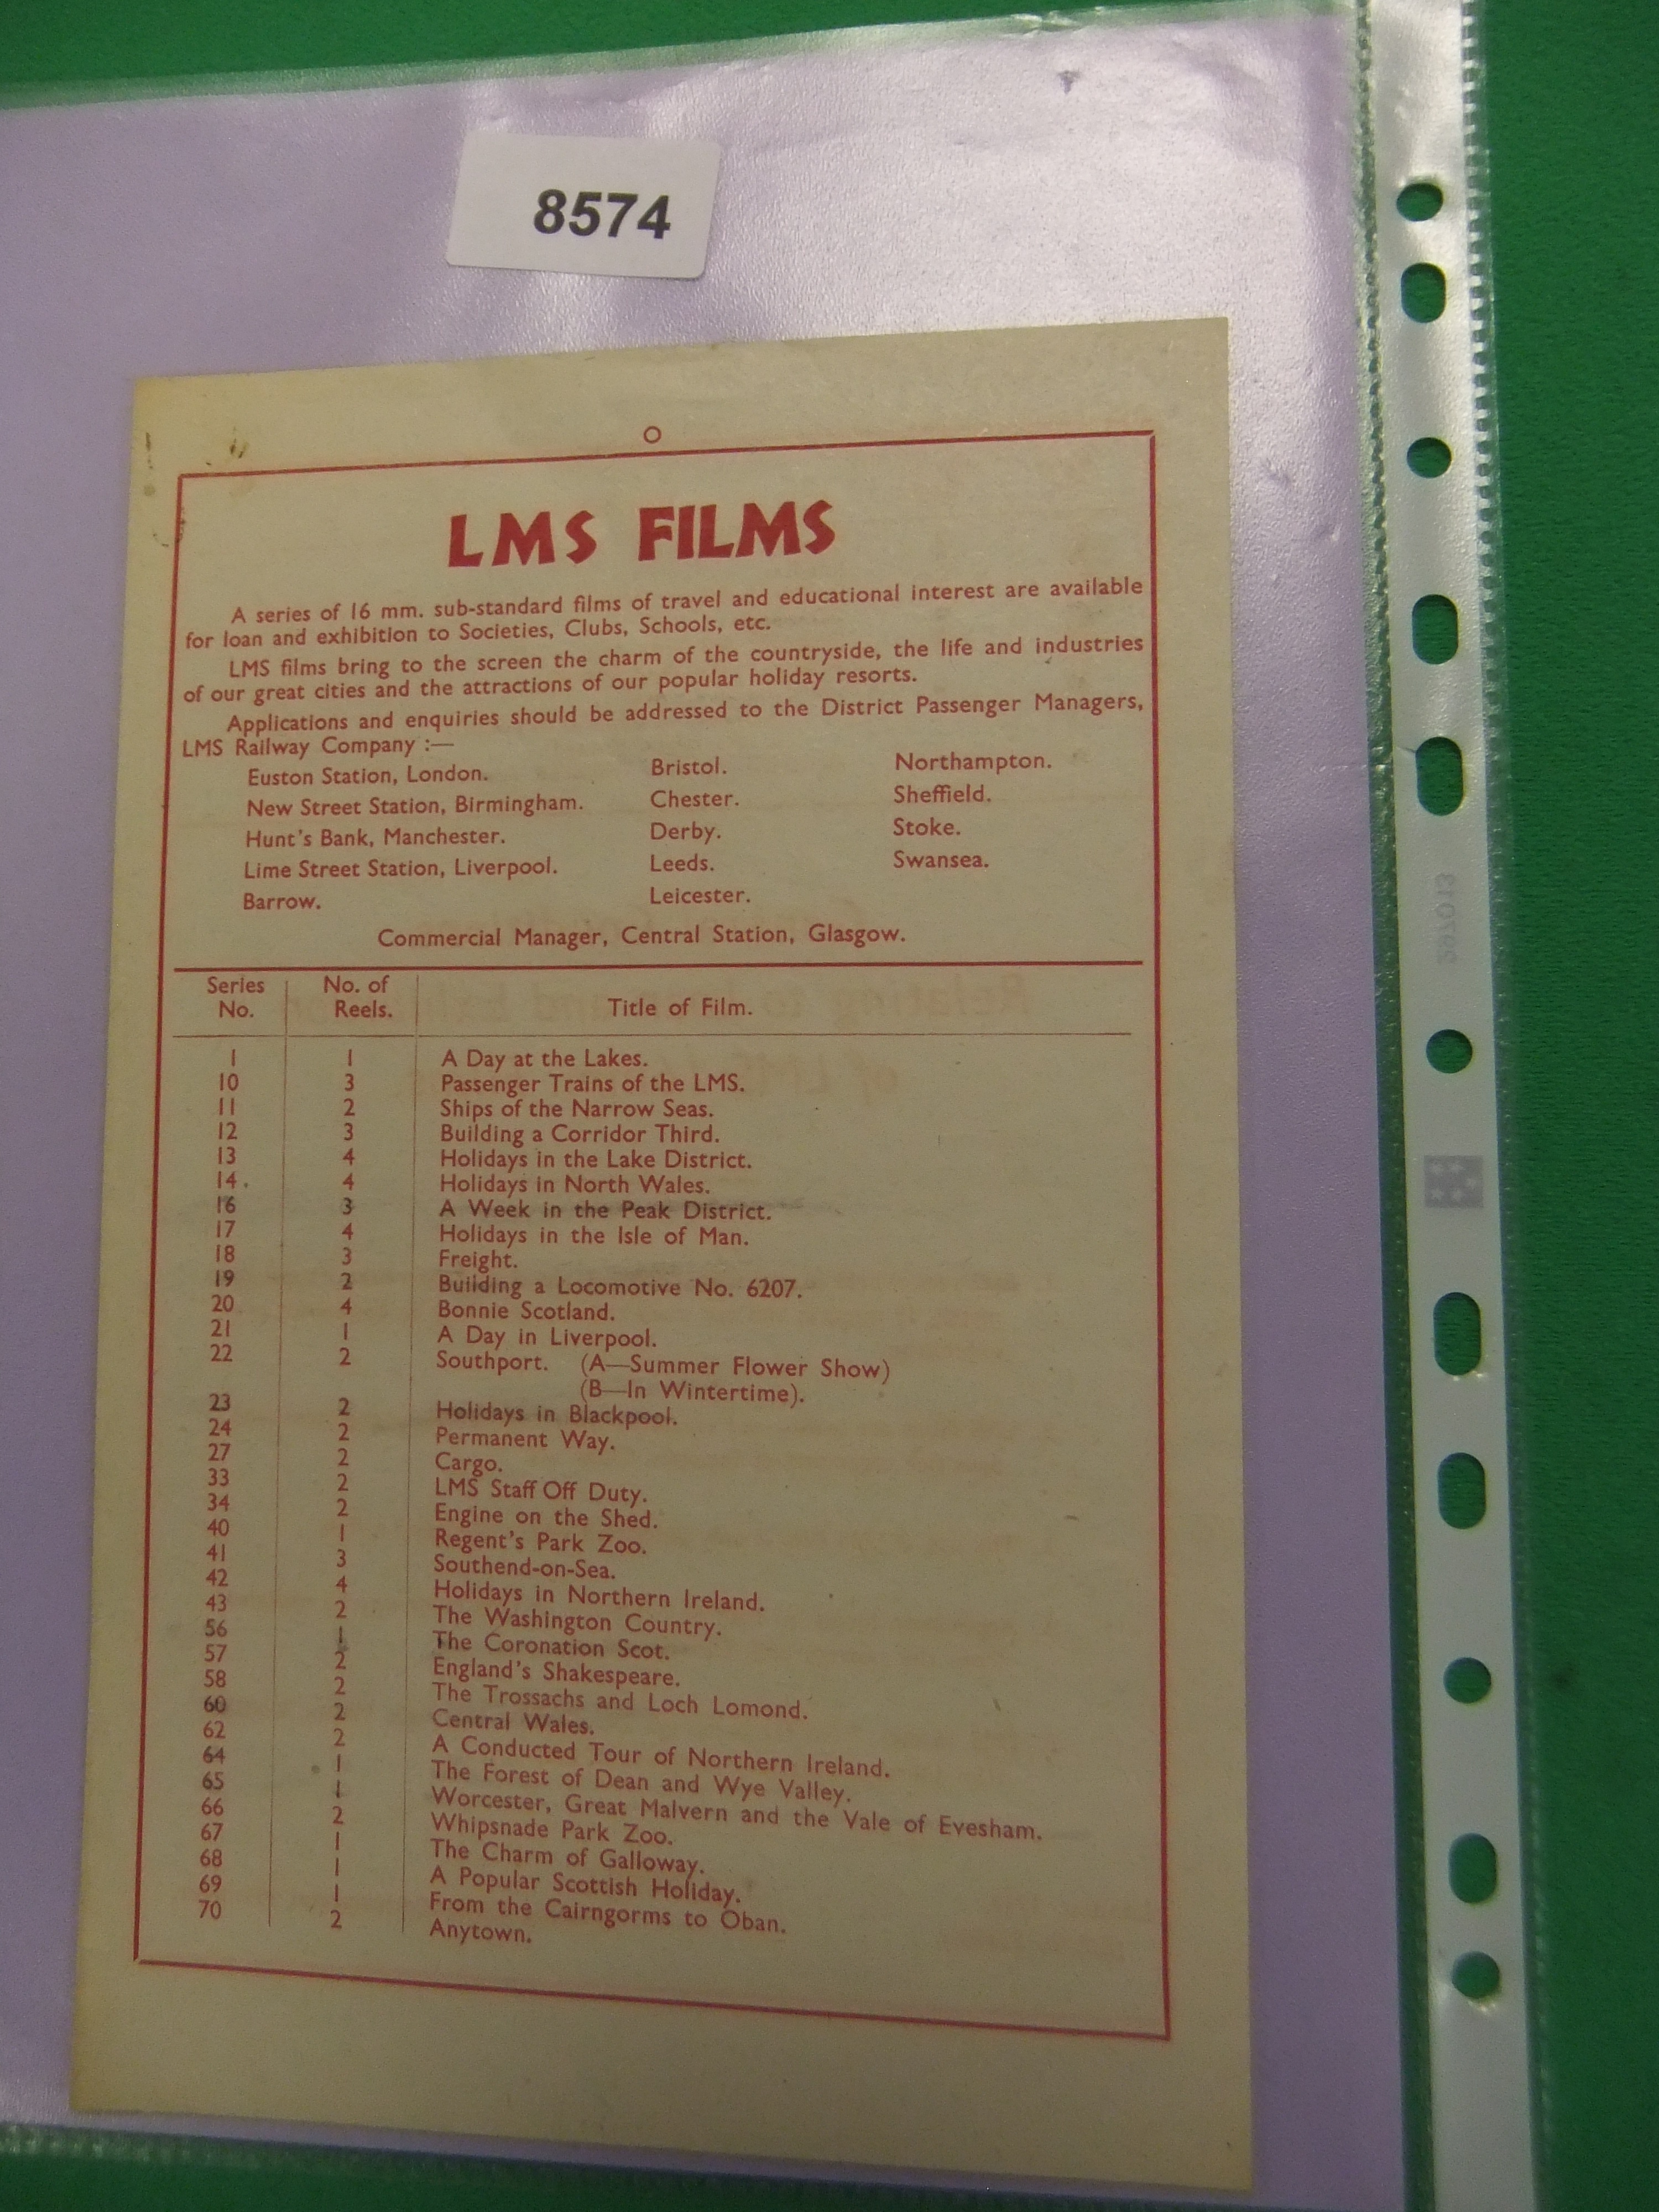 8574
LMS FILMS
A series of 16 mm. sub-standard films of travel and educational interest are available
for loan and exhibition to Societies, Clubs, Schools, etc.
LMS films bring to the screen the charm of the countryside, the life and industries
of our great cities and the attractions of our popular holiday resorts.
Applications and enquiries should be addressed to the District Passenger Managers,
LMS Railway Company :—
Euston Station, London. Bristol. Northampton.
New Street Station, Birmingham. Chester. Sheffield.
Hunt's Bank, Manchester. Derby. Stoke.
Lime Street Station, Liverpool. Leeds. Swansea.
Barrow. Leicester.
Commercial Manager, Central Station, Glasgow.
Series No. of
No. Reels. Title of Film.
1 1 A Day at the Lakes.
10 3 Passenger Trains of the LMS.
11 2 Ships of the Narrow Seas.
12 3 Building a Corridor Third.
13 4 Holidays in the Lake District.
14 4 Holidays in North Wales.
16 3 A Week in the Peak District.
17 4 Holidays in the Isle of Man.
18 3 Freight.
19 2 Building a Locomotive No. 6207.
20 4 Bonnie Scotland.
21 1 A Day in Liverpool.
22 2 Southport. (A—Summer Flower Show)
(B—In Wintertime).
23 2 Holidays in Blackpool.
24 2 Permanent Way.
27 2 Cargo.
33 2 LMS Staff Off Duty.
34 2 Engine on the Shed.
40 1 Regent's Park Zoo.
41 3 Southend-on-Sea.
42 4 Holidays in Northern Ireland.
43 2 The Washington Country.
56 1 The Coronation Scot.
57 2 England's Shakespeare.
58 2 The Trossachs and Loch Lomond.
60 2 Central Wales.
62 2 A Conducted Tour of Northern Ireland.
64 1 The Forest of Dean and Wye Valley.
65 1 Worcester, Great Malvern and the Vale of Evesham.
66 2 Whipsnade Park Zoo.
67 1 The Charm of Galloway.
68 1 A Popular Scottish Holiday.
69 1 From the Cairngorms to Oban.
70 2 Anytown.